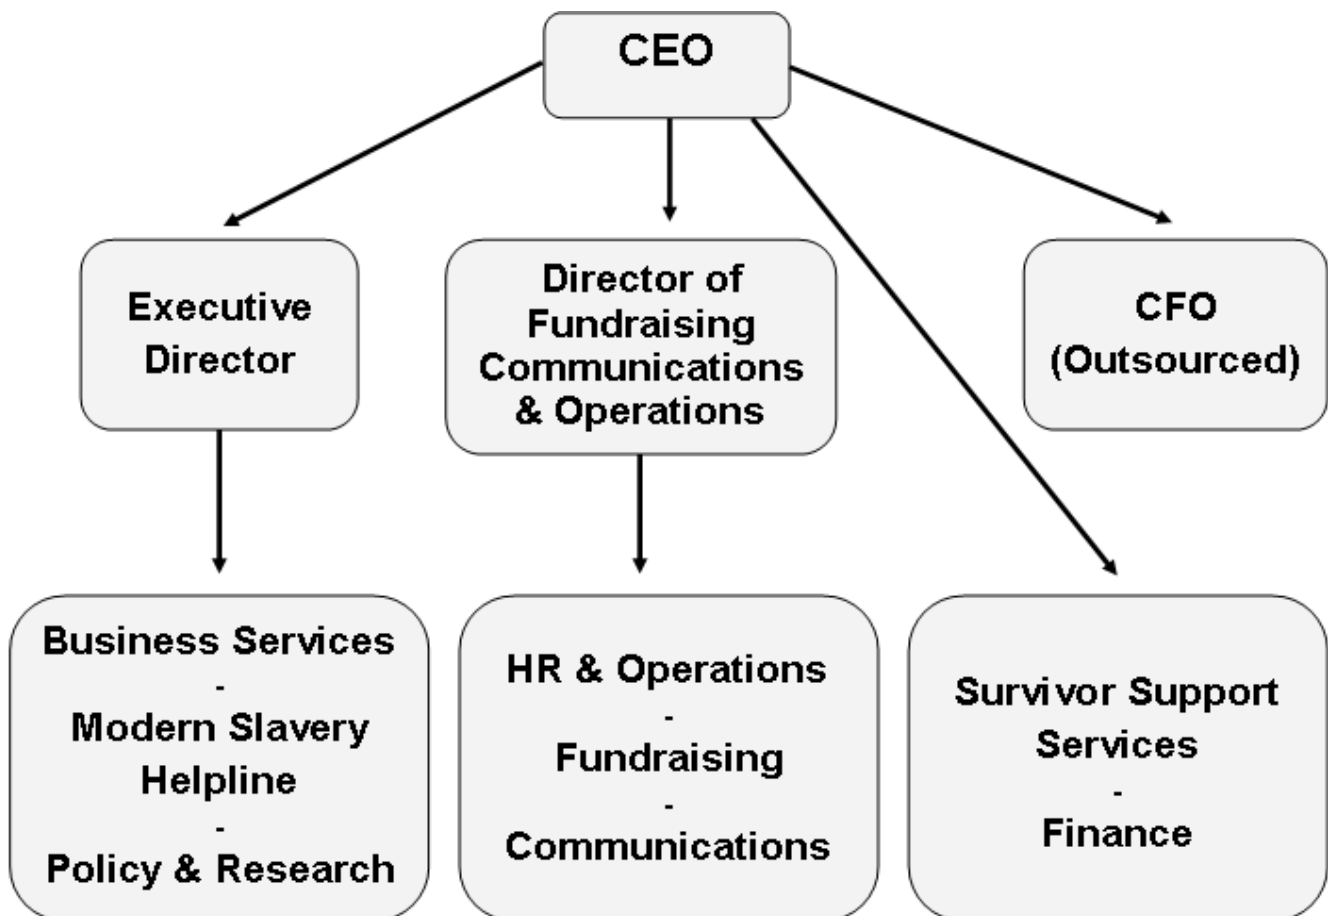 CEO
Executive
Director
Director of
Fundraising
Communications
& Operations
CFO
(Outsourced)
Business Services
-
Modern Slavery
Helpline
-
Policy & Research
HR & Operations
-
Fundraising
-
Communications
Survivor Support
Services
-
Finance